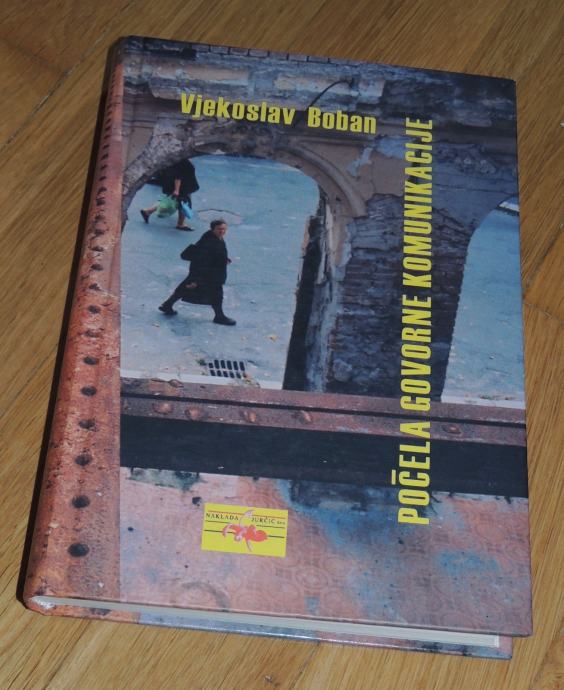 Vjekoslav Boban
POČELA GOVORNE KOMUNIKACIJE
NAKLADA JURČIĆ d.o.o.